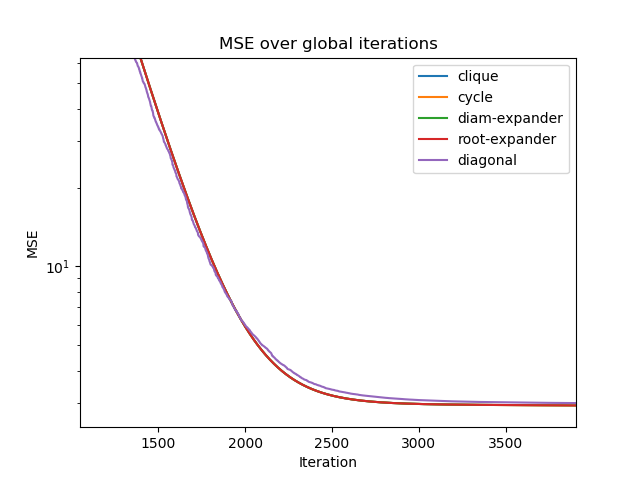 MSE over global iterations
clique
cycle
diam-expander
root-expander
diagonal
MSE
10¹
1500 2000 2500 3000 3500
Iteration